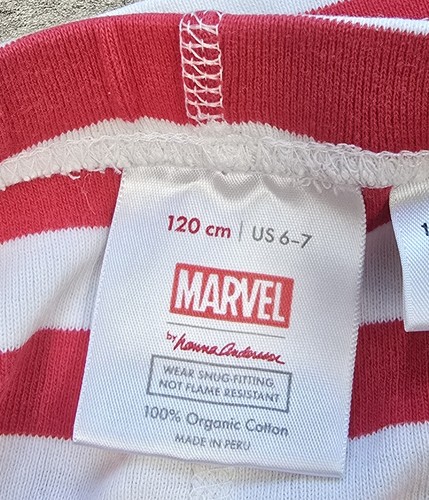 120 cm | US 6-7
MARVEL
by Hanna Andersson
WEAR SNUG-FITTING,
NOT FLAME RESISTANT
100% Organic Cotton
MADE IN PERU
1